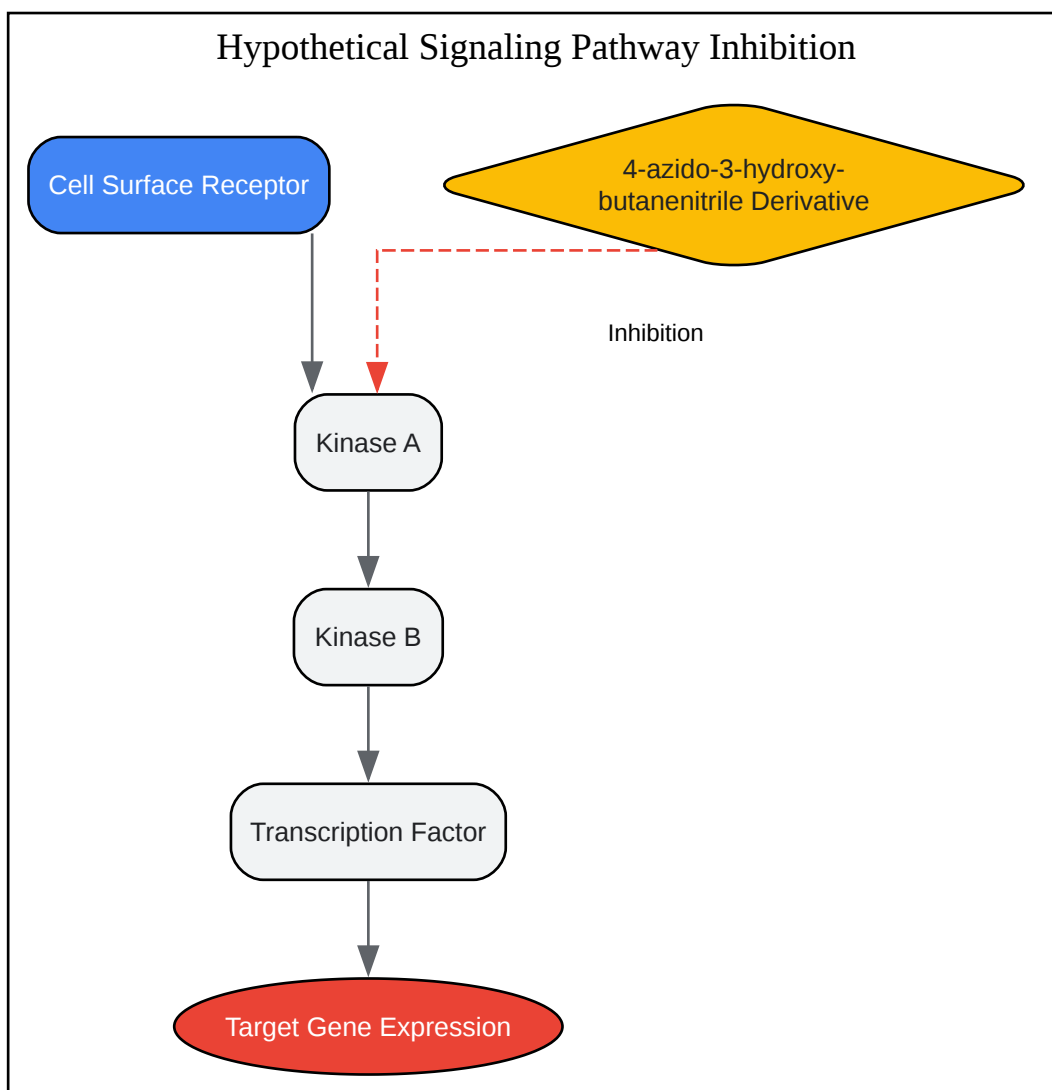 Hypothetical Signaling Pathway Inhibition
Cell Surface Receptor
4-azido-3-hydroxy-
butanenitrile Derivative
Inhibition
Kinase A
Kinase B
Transcription Factor
Target Gene Expression